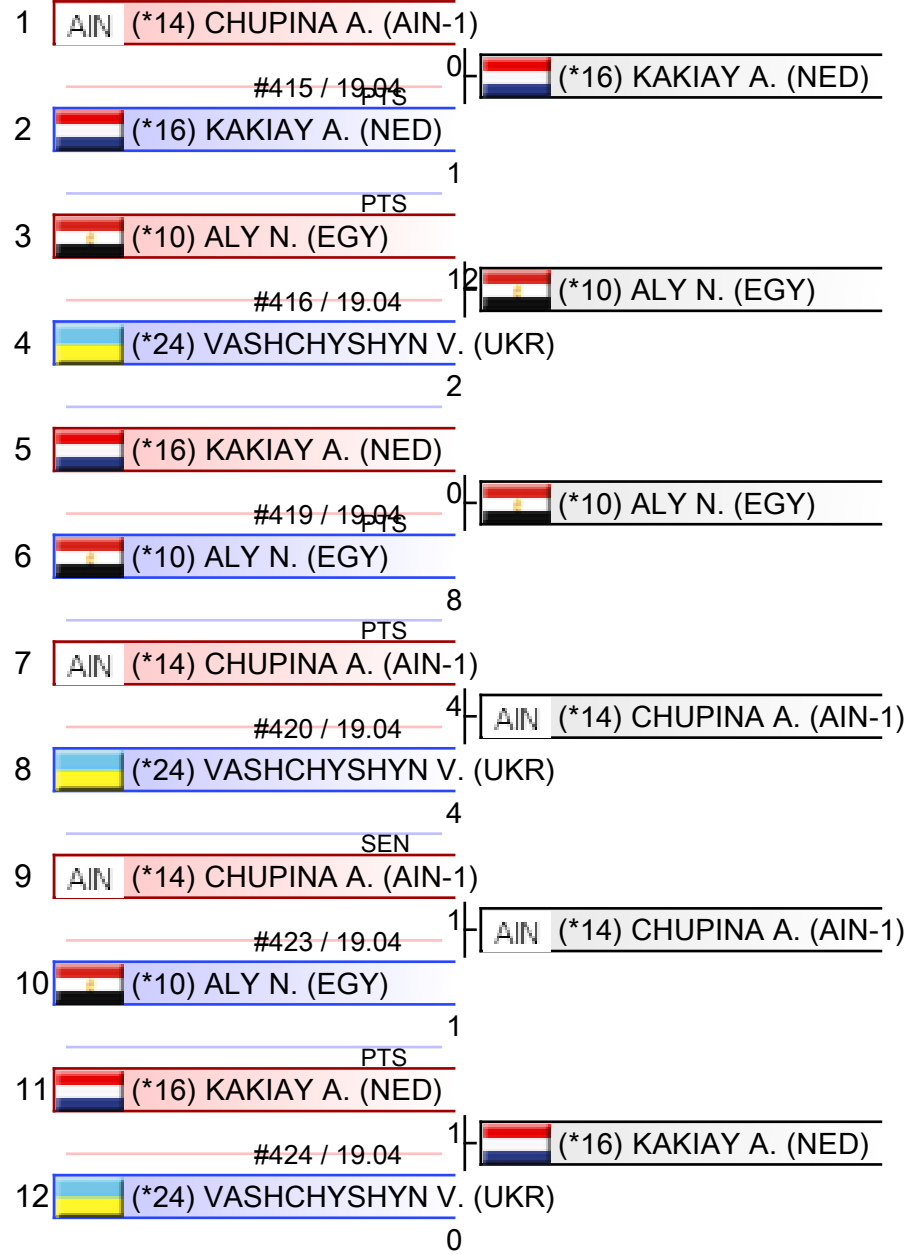 1 AIN (*14) CHUPINA A. (AIN-1)
0 (*16) KAKIAY A. (NED)
#415 / 19.04
PTS
2 (*16) KAKIAY A. (NED)
1
PTS
3 (*10) ALY N. (EGY)
12 (*10) ALY N. (EGY)
#416 / 19.04
4 (*24) VASHCHYSHYN V. (UKR)
2
5 (*16) KAKIAY A. (NED)
0 (*10) ALY N. (EGY)
#419 / 19.04
PTS
6 (*10) ALY N. (EGY)
8
PTS
7 AIN (*14) CHUPINA A. (AIN-1)
4 AIN (*14) CHUPINA A. (AIN-1)
#420 / 19.04
8 (*24) VASHCHYSHYN V. (UKR)
4
SEN
9 AIN (*14) CHUPINA A. (AIN-1)
1 AIN (*14) CHUPINA A. (AIN-1)
#423 / 19.04
10 (*10) ALY N. (EGY)
1
PTS
11 (*16) KAKIAY A. (NED)
1 (*16) KAKIAY A. (NED)
#424 / 19.04
12 (*24) VASHCHYSHYN V. (UKR)
0